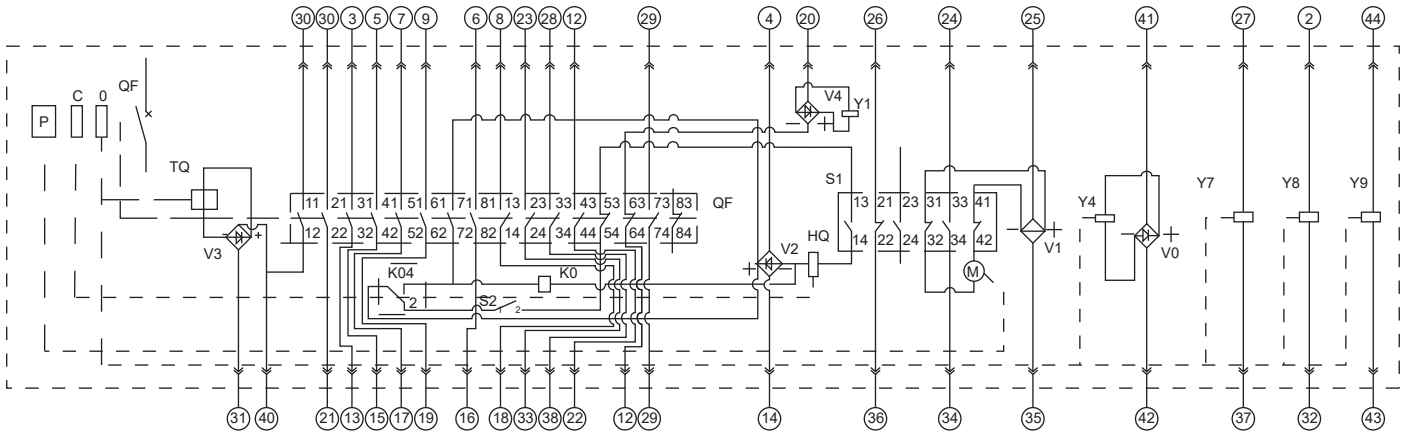 30 30 3 5 7 9 6 8 23 28 12 29 4 20 26 24 25 41 27 2 44
QF
C 0
P
V4 Y1
TQ
S1
Y4 Y7 Y8 Y9
11 21 31 41 51 61 71 81 13 23 33 43 53 63 73 83
QF
13 21 23 31 33 41
12 22 32 42 52 62 72 82 14 24 34 44 54 64 74 84
14 22 24 32 34 42
HQ
V3 +
V2
V1
V0
- +
K04 K0
M
2 S2 1 2
31 40 21 13 15 17 19 16 18 33 38 22 12 29 14 36 34 35 42 37 32 43